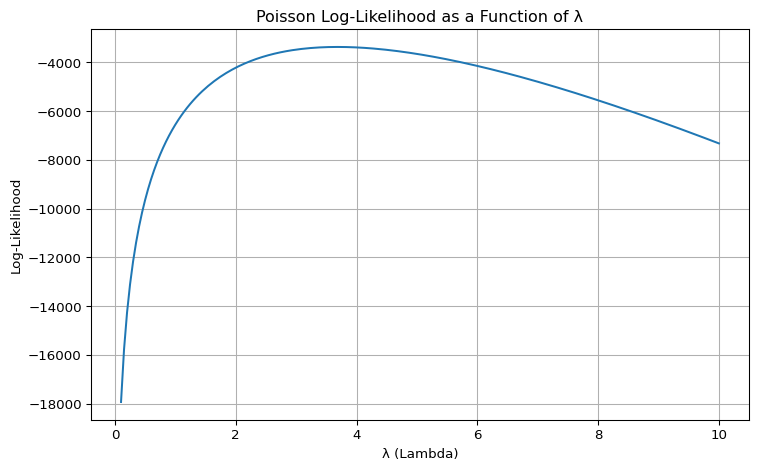 Poisson Log-Likelihood as a Function of λ
Log-Likelihood
−4000
−6000
−8000
−10000
−12000
−14000
−16000
−18000
0 2 4 6 8 10
λ (Lambda)